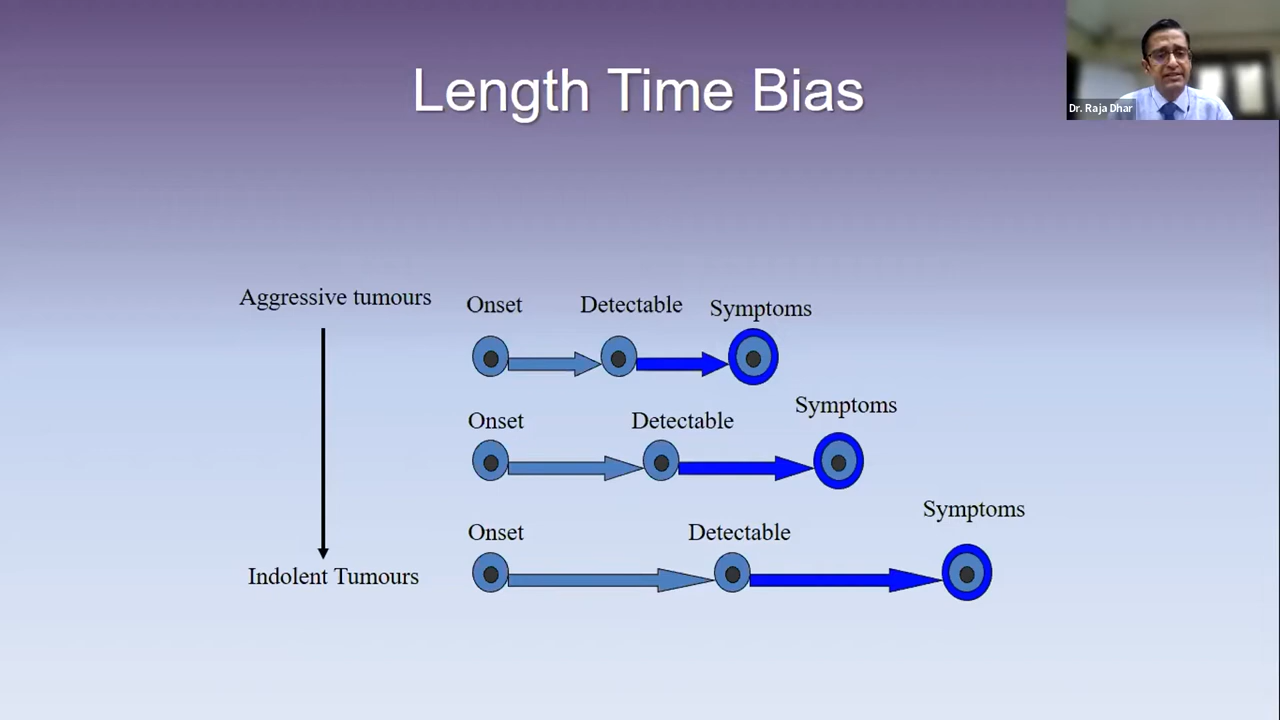 Length Time Bias
Dr. Raja Dhar
Aggressive tumours
Onset
Detectable
Symptoms
Onset
Detectable
Symptoms
Onset
Detectable
Symptoms
Indolent Tumours